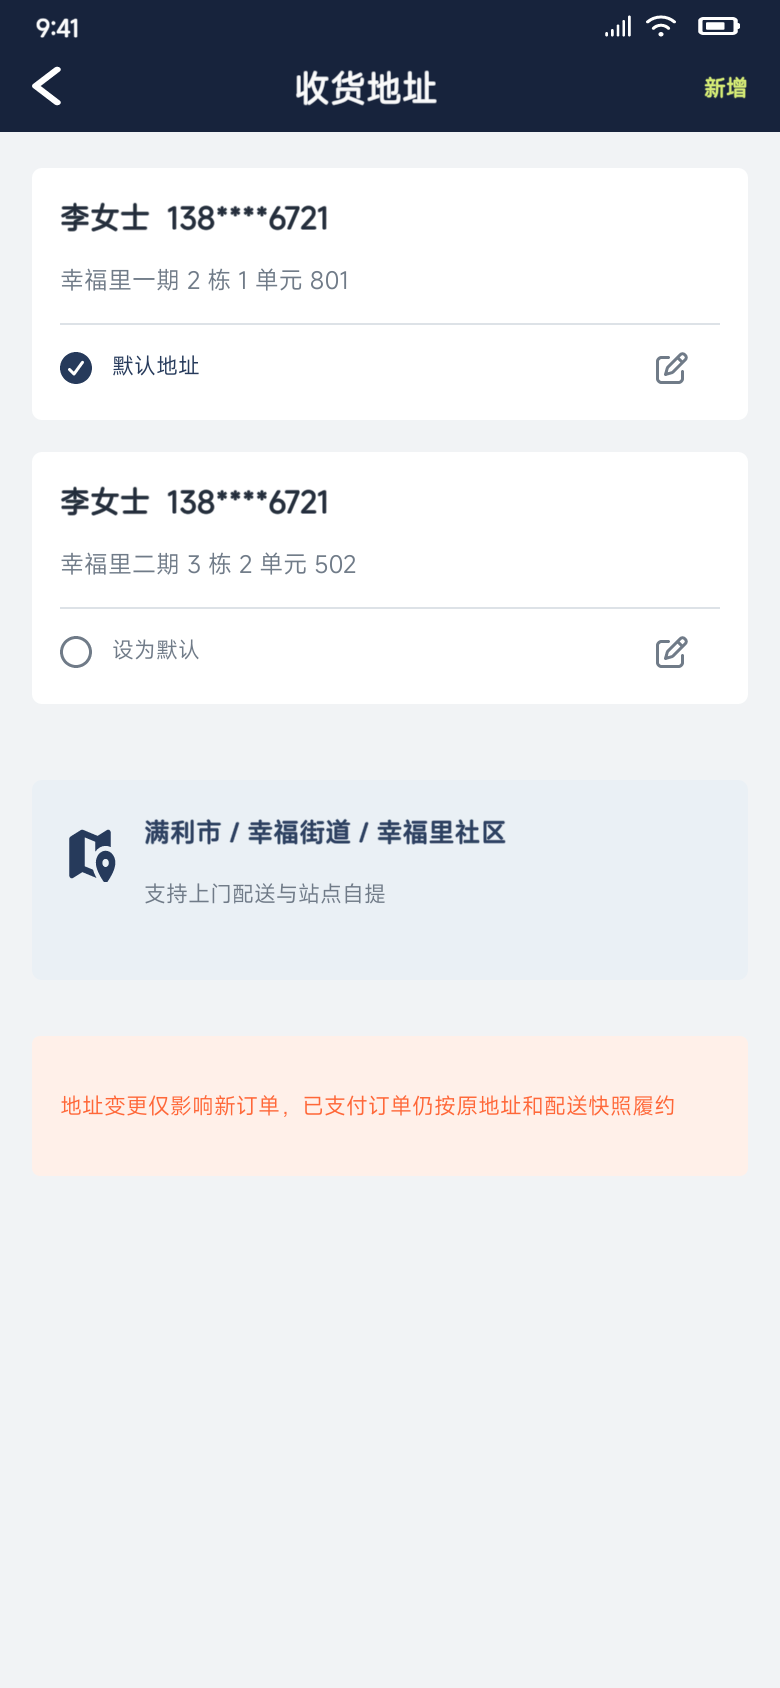 9:41
收货地址
新增
李女士 138****6721
幸福里一期 2 栋 1 单元 801
默认地址
李女士 138****6721
幸福里二期 3 栋 2 单元 502
设为默认
满利市 / 幸福街道 / 幸福里社区
支持上门配送与站点自提
地址变更仅影响新订单，已支付订单仍按原地址和配送快照履约